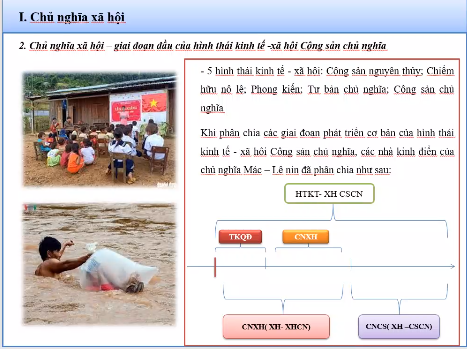 I. Chủ nghĩa xã hội
2. Chủ nghĩa xã hội – giai đoạn đầu của hình thái kinh tế -xã hội Cộng sản chủ nghĩa
- 5 hình thái kinh tế - xã hội: Cộng sản nguyên thủy; Chiếm
hữu nô lệ; Phong kiến; Tư bản chủ nghĩa; Cộng sản chủ
nghĩa
Khi phân chia các giai đoạn phát triển cơ bản của hình thái
kinh tế - xã hội Cộng sản chủ nghĩa, các nhà kinh điển của
chủ nghĩa Mác – Lê nin đã phân chia như sau:
HTKT- XH CSCN
TKQĐ
CNXH
CNXH( XH- XHCN)
CNCS( XH –CSCN)